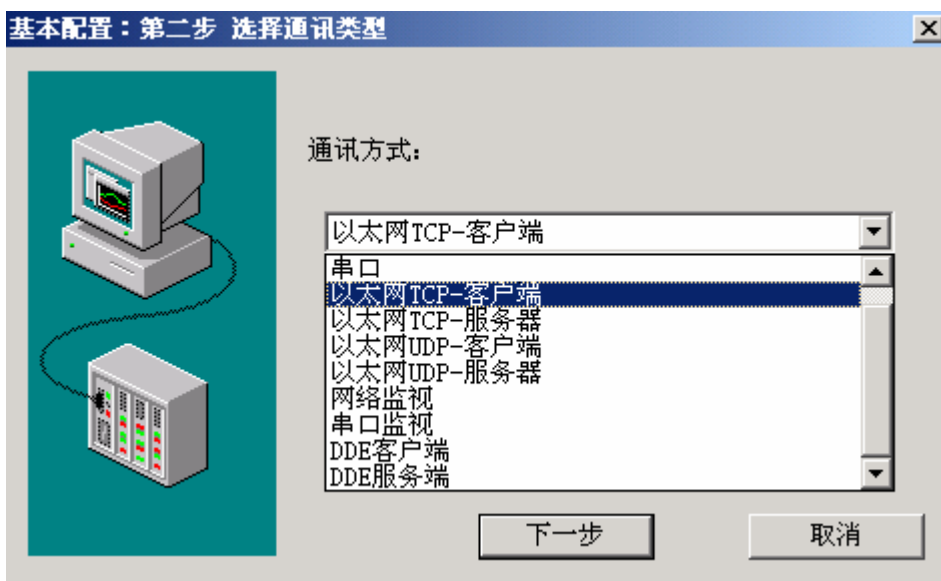 基本配置：第二步 选择通讯类型
通讯方式：
以太网TCP-客户端
串口
以太网TCP-客户端
以太网TCP-服务器
以太网UDP-客户端
以太网UDP-服务器
网络监视
串口监视
DDE客户端
DDE服务端
下一步 取消